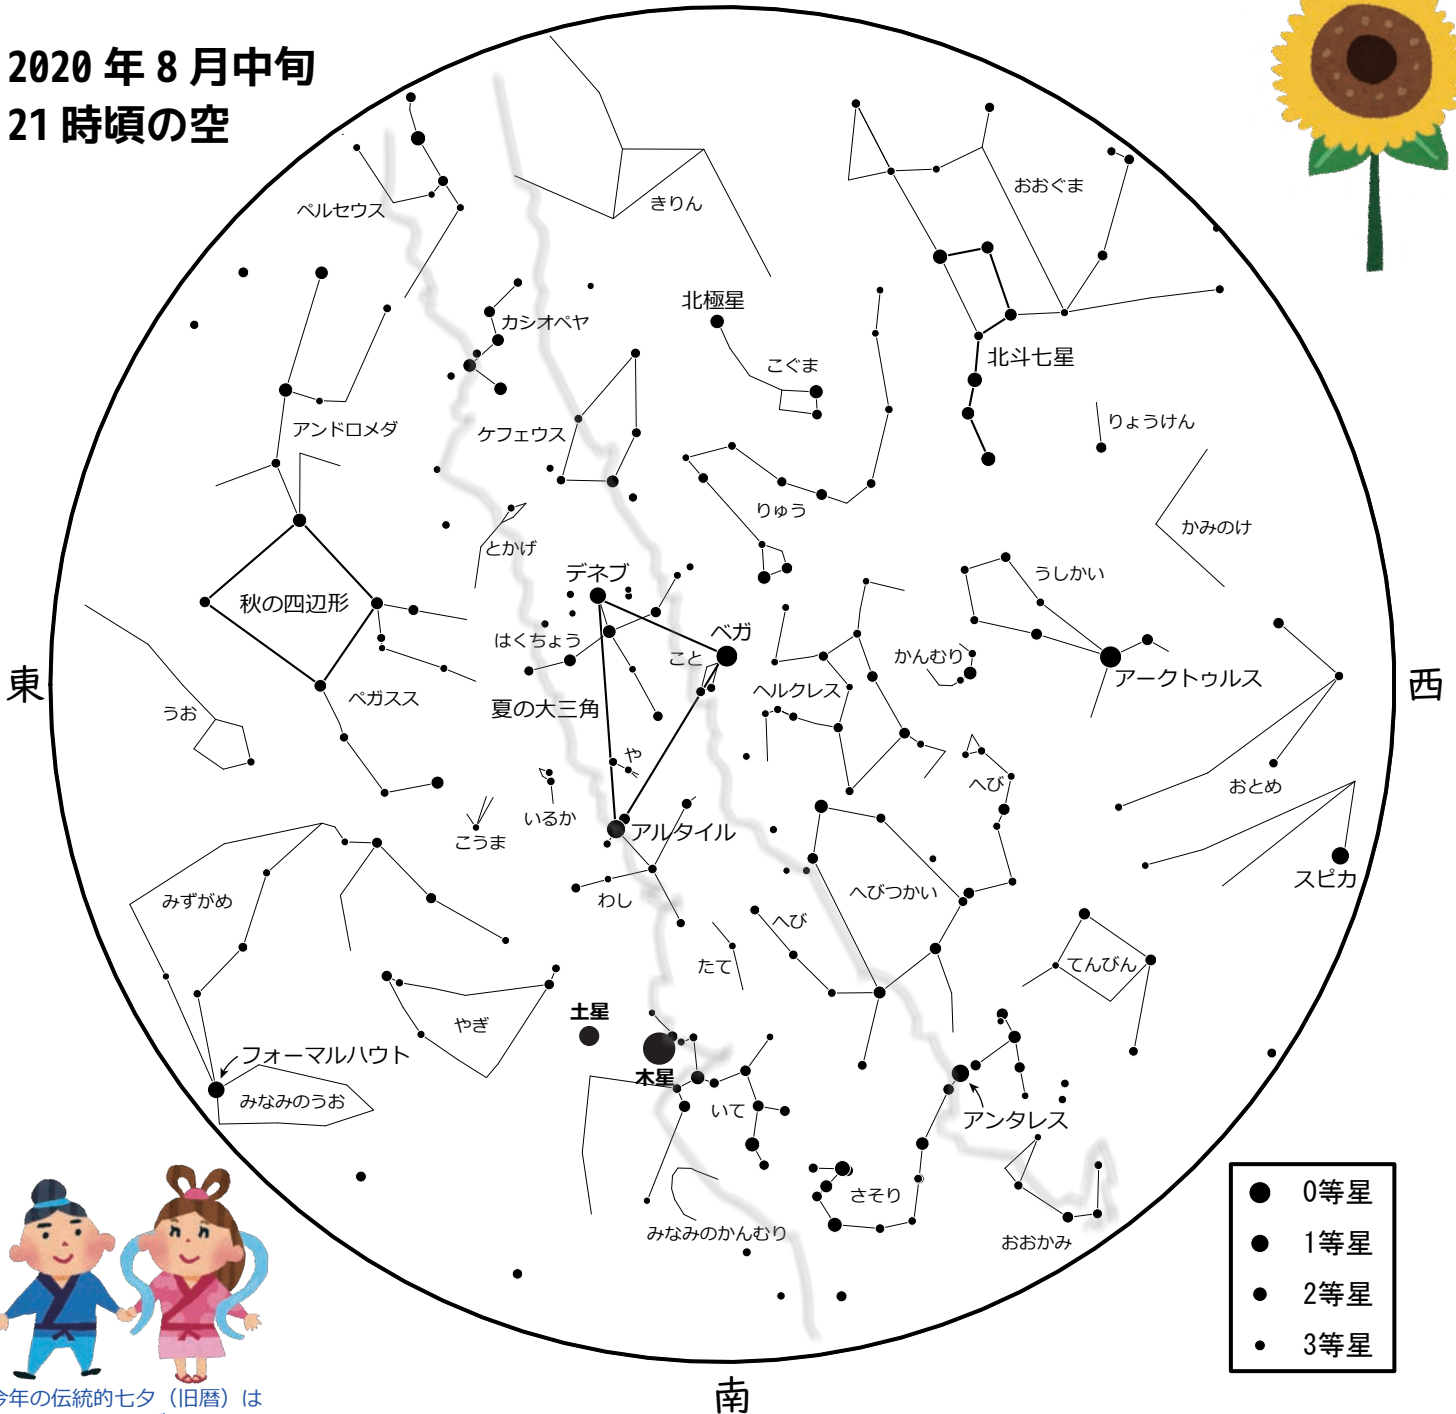 2020 年 8 月中旬
21 時頃の空
ペルセウス
きりん
おおぐま
北極星
カシオペヤ
こぐま
北斗七星
アンドロメダ
ケフェウス
りょうけん
りゅう
かみのけ
とかげ
デネブ
うしかい
秋の四辺形
はくちょう
ベガ
こと
かんむり
アークトゥルス
東
西
ペガスス
ヘルクレス
うお
夏の大三角
や
へび
おとめ
いるか
アルタイル
こうま
スピカ
みずがめ
わし
へびつかい
へび
たて
てんびん
土星
やぎ
フォーマルハウト
木星
みなみのうお
いて
アンタレス
さそり
みなみのかんむり
おおかみ
0等星
1等星
2等星
3等星
南
今年の伝統的七夕（旧暦）は